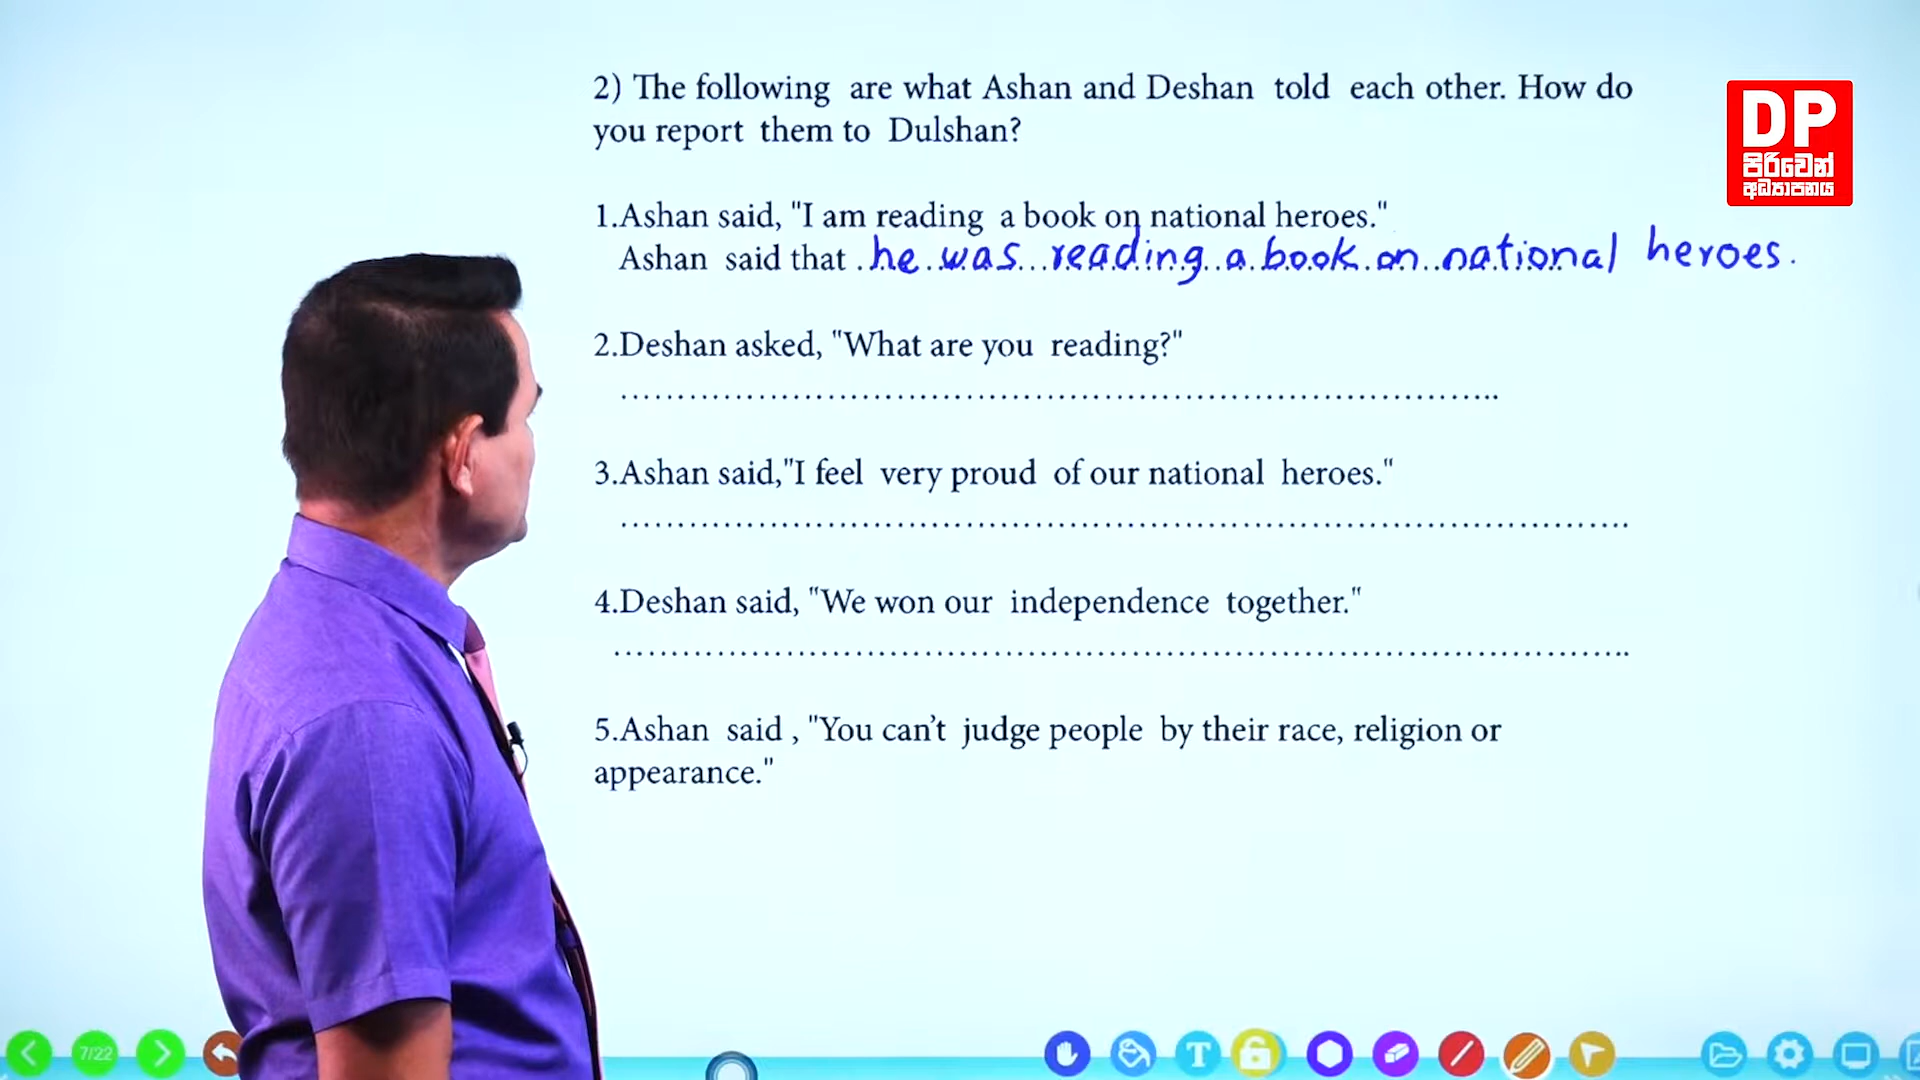 2) The following are what Ashan and Deshan told each other. How do
you report them to Dulshan?
DP
පිරිවෙන්
අධ්‍යාපනය
1.Ashan said, "I am reading a book on national heroes."
Ashan said that he was reading a book on national heroes.
2.Deshan asked, "What are you reading?"
3.Ashan said,"I feel very proud of our national heroes."
4.Deshan said, "We won our independence together."
5.Ashan said , "You can't judge people by their race, religion or
appearance."
7/22
T